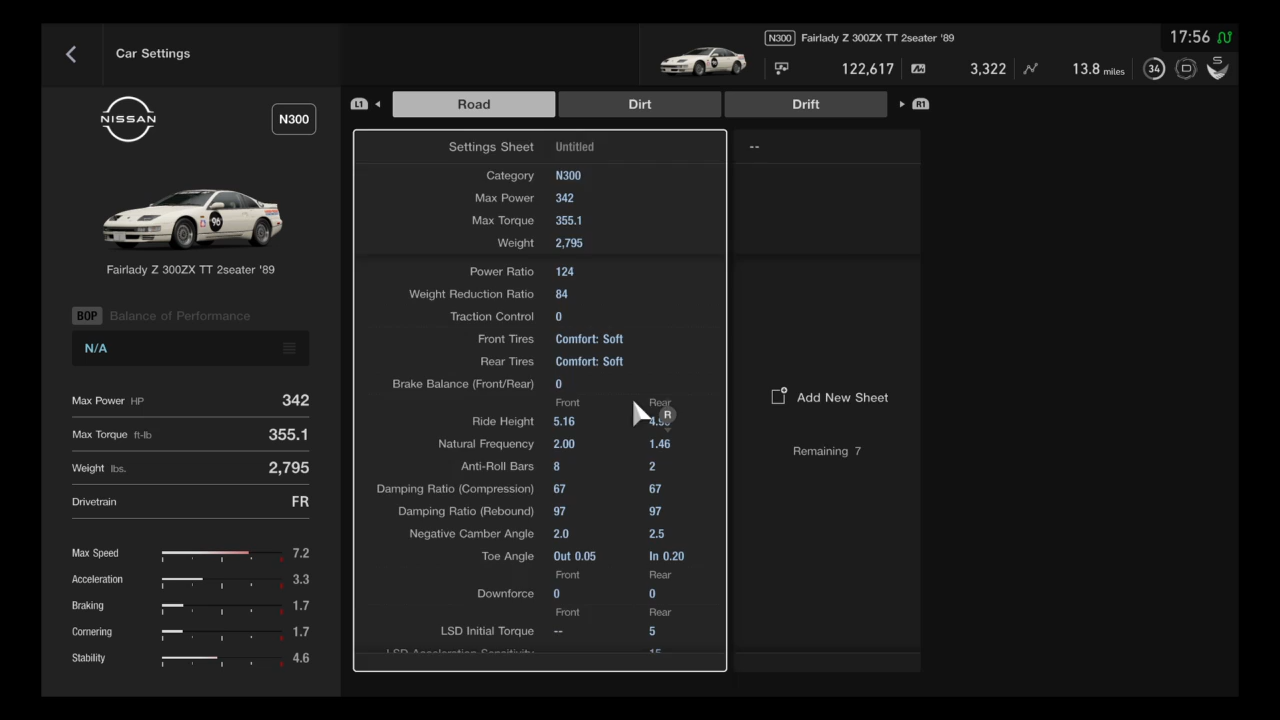 Car Settings
N300 Fairlady Z 300ZX TT 2seater '89
17:56
122,617 3,322 13.8 miles 34 S
NISSAN
N300
96
Fairlady Z 300ZX TT 2seater '89
BOP Balance of Performance
N/A
Max Power HP 342
Max Torque ft-lb 355.1
Weight lbs. 2,795
Drivetrain FR
Max Speed 7.2
Acceleration 3.3
Braking 1.7
Cornering 1.7
Stability 4.6
L1 Road Dirt Drift R1
Settings Sheet Untitled
Category N300
Max Power 342
Max Torque 355.1
Weight 2,795
Power Ratio 124
Weight Reduction Ratio 84
Traction Control 0
Front Tires Comfort: Soft
Rear Tires Comfort: Soft
Brake Balance (Front/Rear) 0
Front Rear
Ride Height 5.16
R
Natural Frequency 2.00 1.46
Anti-Roll Bars 8 2
Damping Ratio (Compression) 67 67
Damping Ratio (Rebound) 97 97
Negative Camber Angle 2.0 2.5
Toe Angle Out 0.05 In 0.20
Front Rear
Downforce 0 0
Front Rear
LSD Initial Torque -- 5
LSD Acceleration Sensitivity 15
--
Add New Sheet
Remaining 7